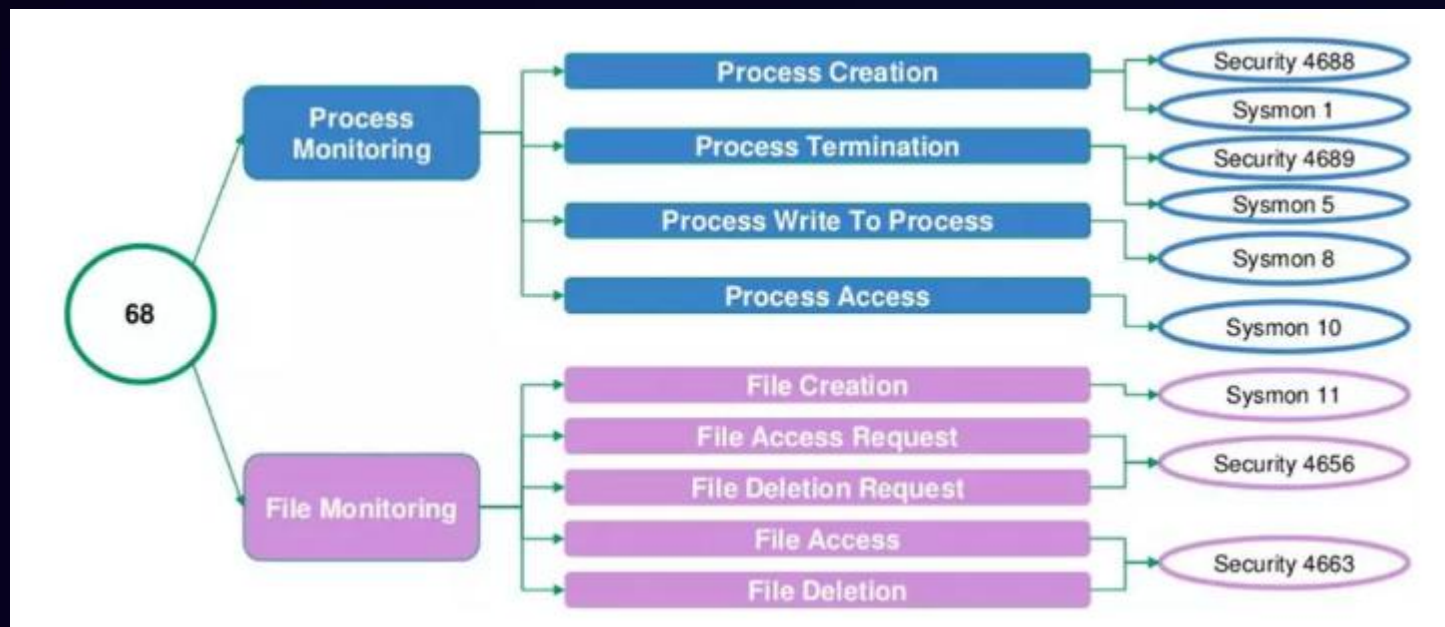 68
Process
Monitoring
Process Creation
Process Termination
Process Write To Process
Process Access
Security 4688
Sysmon 1
Security 4689
Sysmon 5
Sysmon 8
Sysmon 10
File Monitoring
File Creation
File Access Request
File Deletion Request
File Access
File Deletion
Sysmon 11
Security 4656
Security 4663